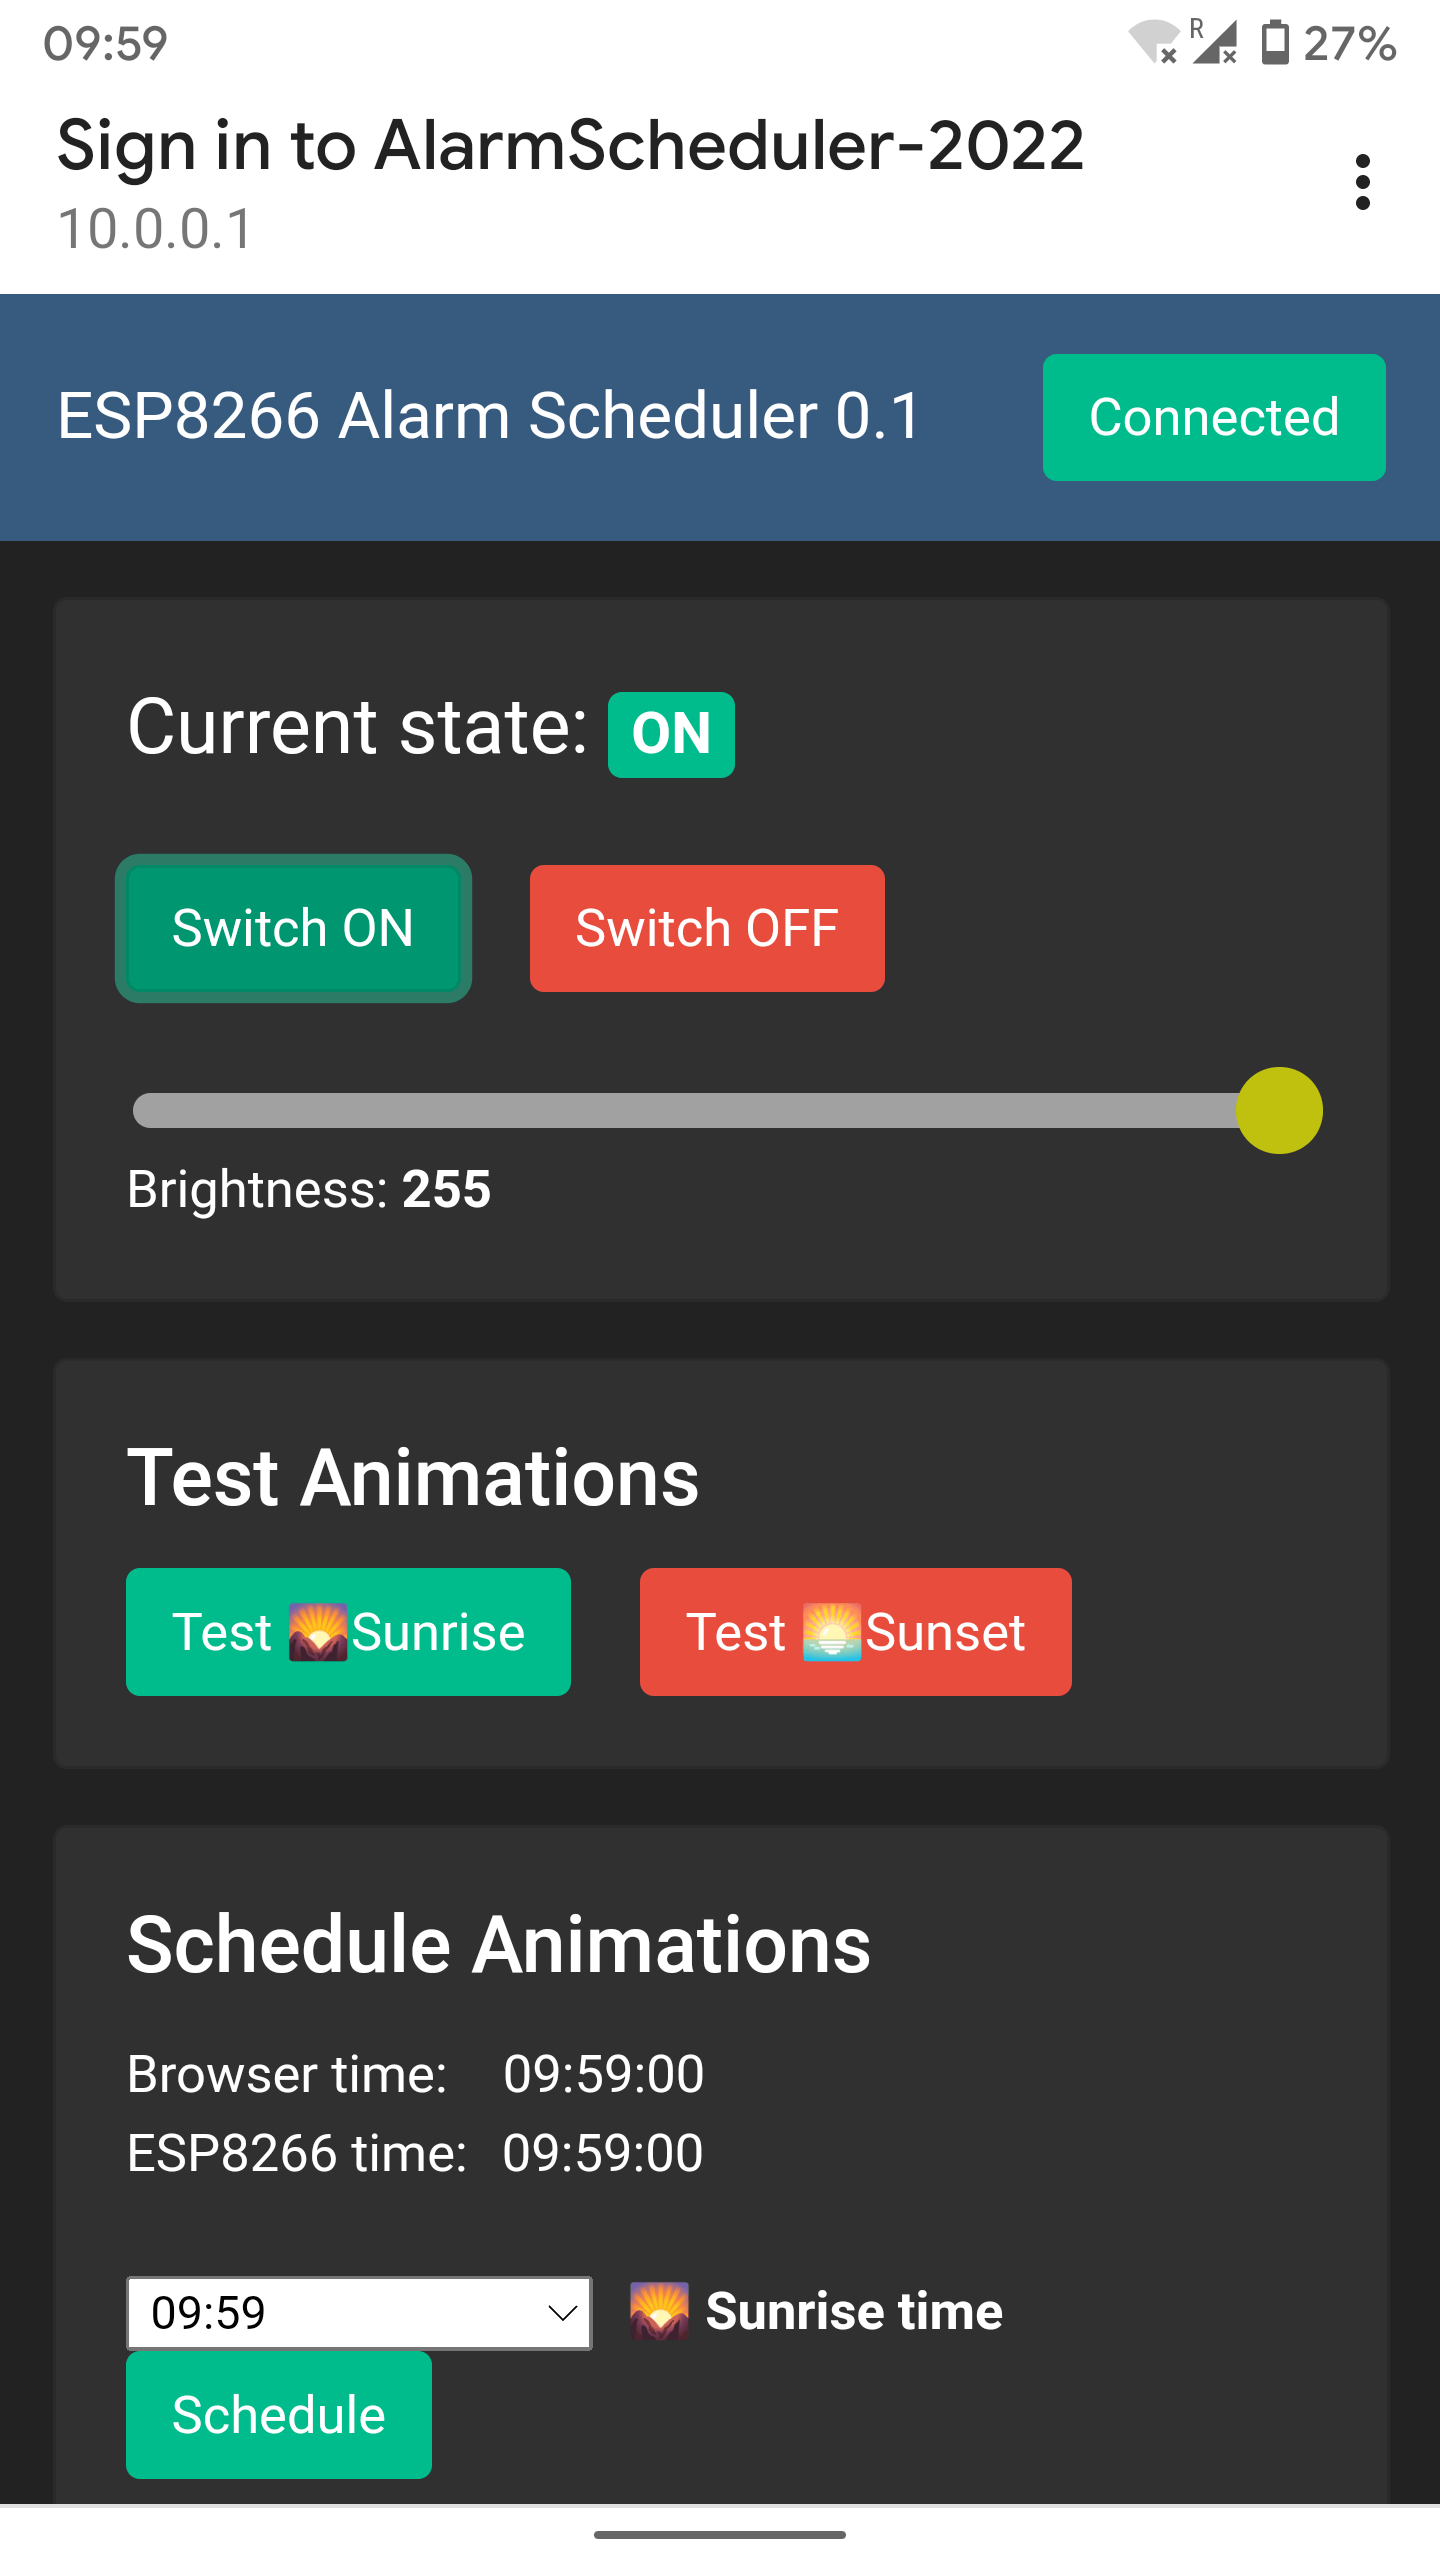 09:59
R
27%
Sign in to AlarmScheduler-2022
10.0.0.1
ESP8266 Alarm Scheduler 0.1 Connected
Current state: ON
Switch ON Switch OFF
Brightness: 255
Test Animations
Test 🌄Sunrise Test 🌅Sunset
Schedule Animations
Browser time: 09:59:00
ESP8266 time: 09:59:00
09:59 🌄 Sunrise time
Schedule